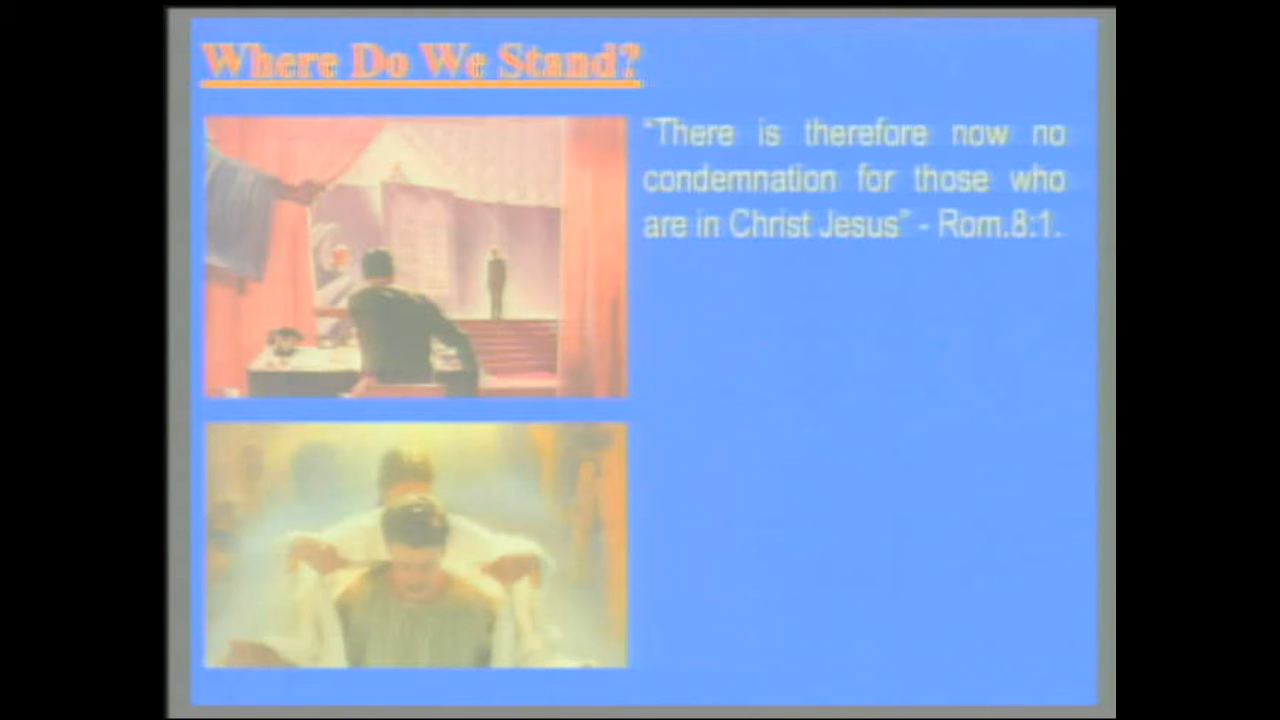 Where Do We Stand?
“There is therefore now no
condemnation for those who
are in Christ Jesus” - Rom.8:1.